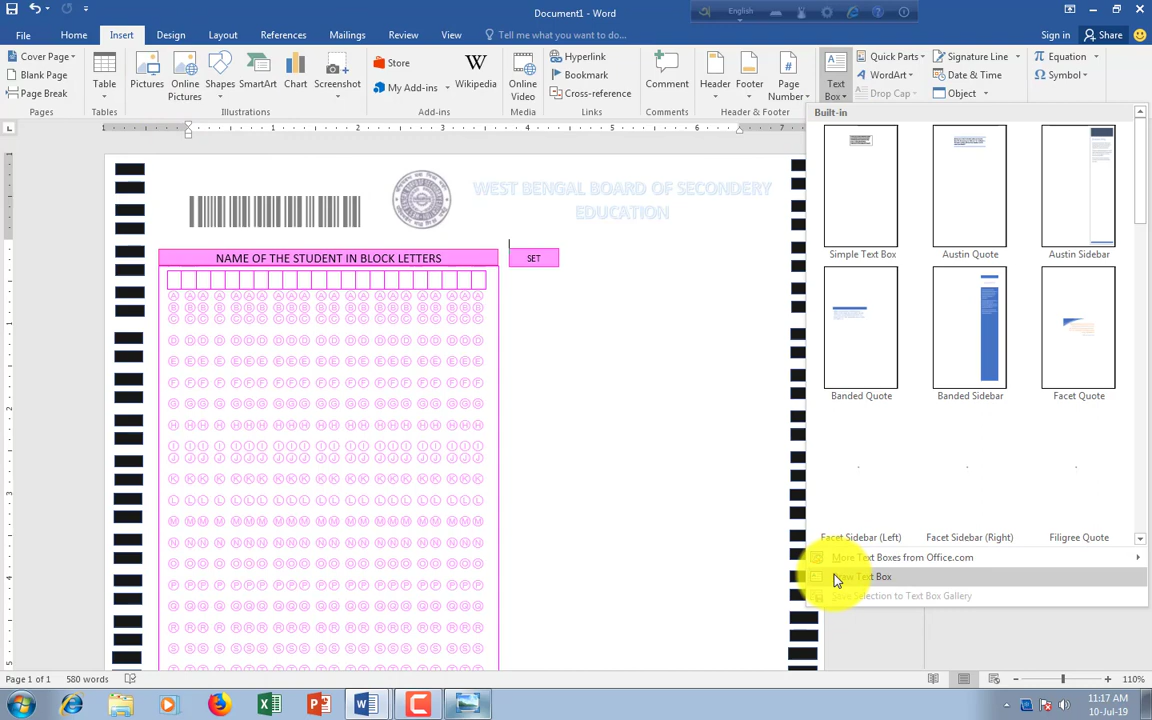 Document1 - Word
English
File
Home
Insert
Design
Layout
References
Mailings
Review
View
Tell me what you want to do...
Sign in
Share
Cover Page
Blank Page
Page Break
Pages
Table
Tables
Pictures
Online Pictures
Shapes
SmartArt
Chart
Screenshot
Illustrations
Store
My Add-ins
Wikipedia
Add-ins
Online Video
Media
Hyperlink
Bookmark
Cross-reference
Links
Comment
Comments
Header
Footer
Page Number
Header & Footer
Text Box
Quick Parts
WordArt
Drop Cap
Signature Line
Date & Time
Object
Equation
Symbol
Built-in
Simple Text Box
Austin Quote
Austin Sidebar
Banded Quote
Banded Sidebar
Facet Quote
Facet Sidebar (Left)
Facet Sidebar (Right)
Filigree Quote
More Text Boxes from Office.com
Draw Text Box
Save Selection to Text Box Gallery
WEST BENGAL BOARD OF SECONDERY
EDUCATION
NAME OF THE STUDENT IN BLOCK LETTERS
SET
Page 1 of 1
580 words
110%
11:17 AM
10-Jul-19